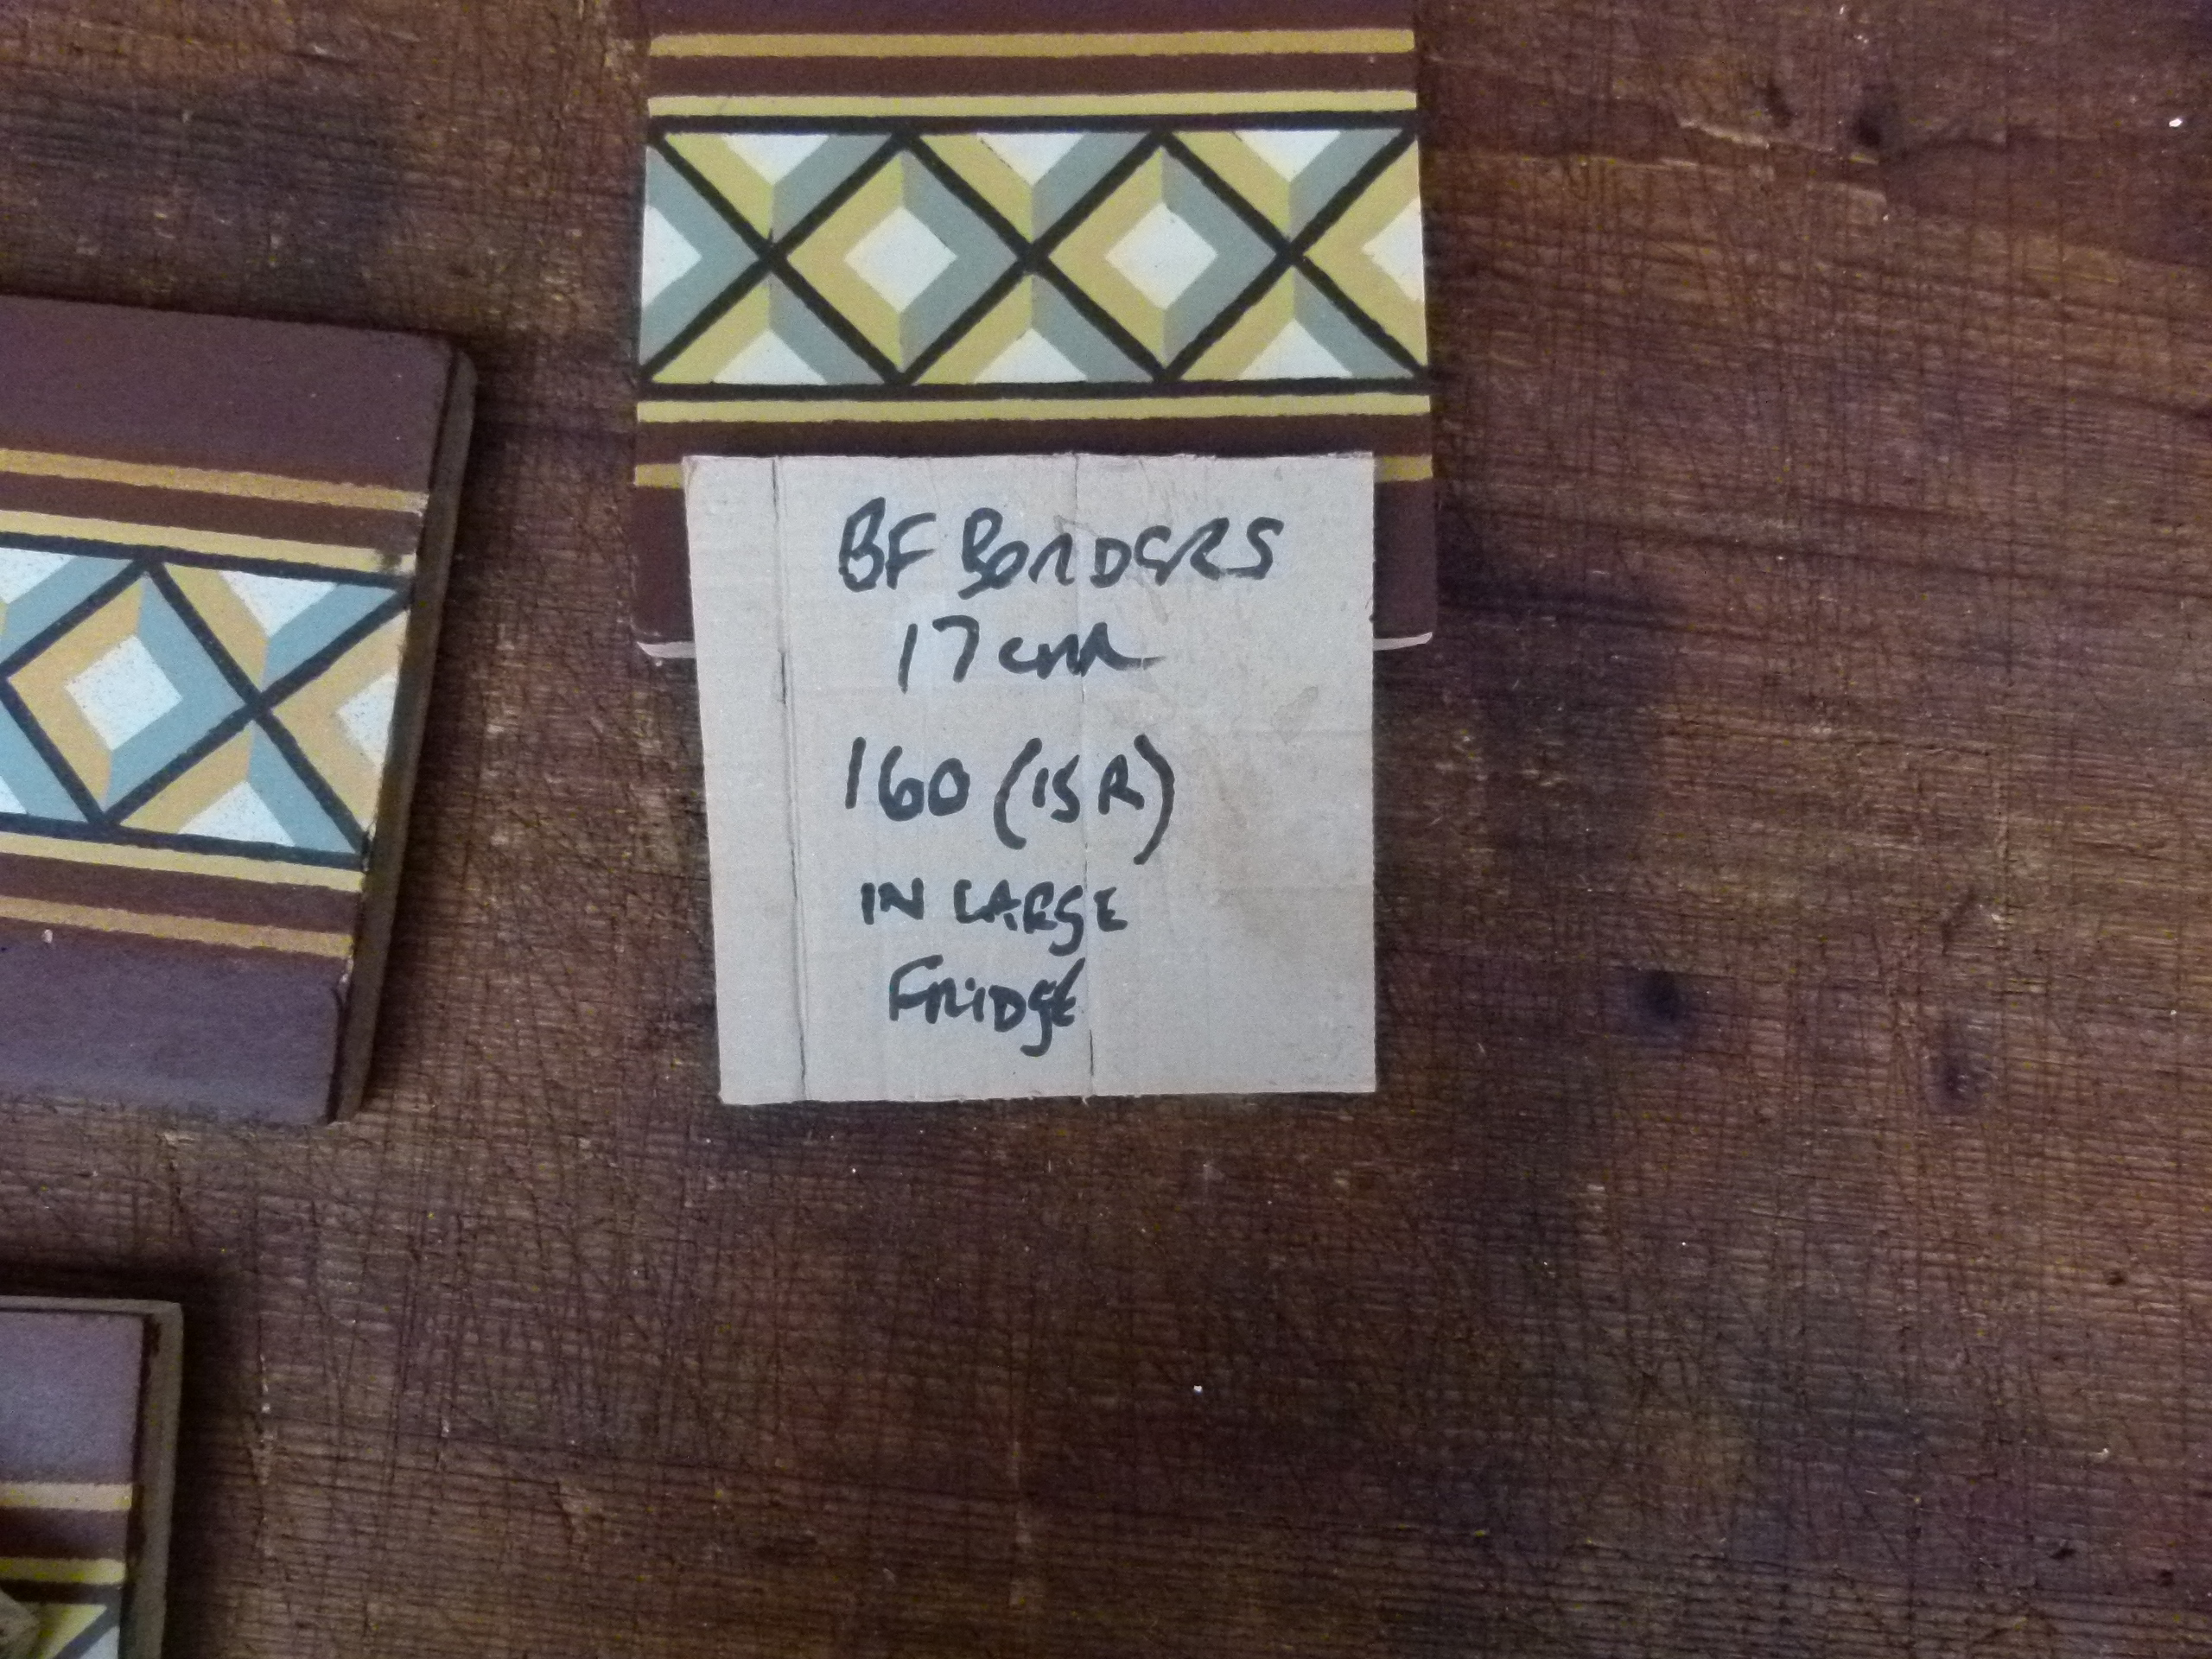 BF BORDERS
17cm
160 (15R)
IN LARGE
FRIDGE